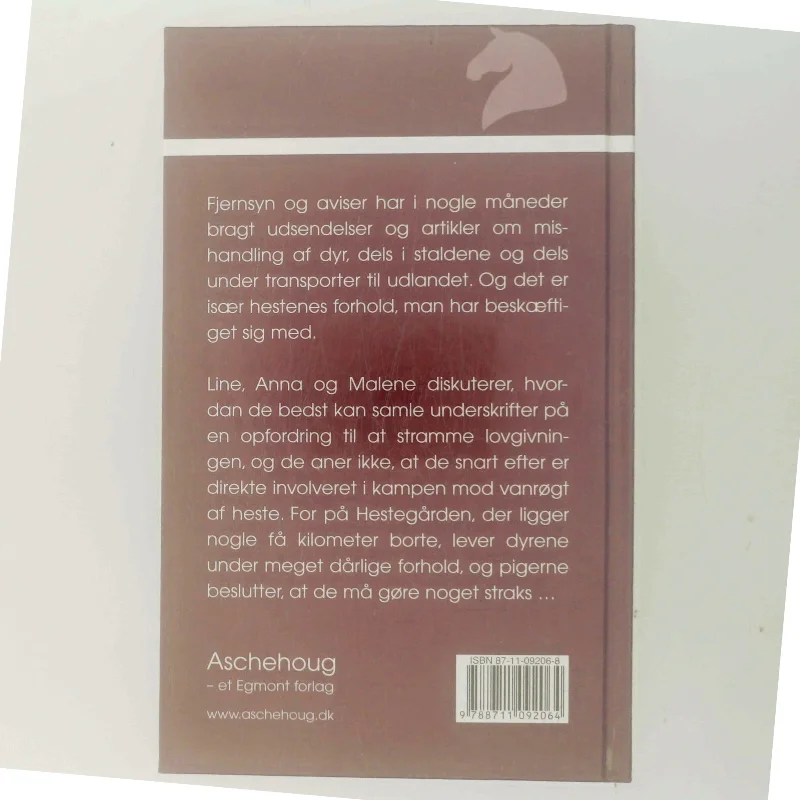 Fjernsyn og aviser har i nogle måneder
bragt udsendelser og artikler om mis-
handling af dyr, dels i staldene og dels
under transporter til udlandet. Og det er
især hestenes forhold, man har beskæfti-
get sig med.
Line, Anna og Malene diskuterer, hvor-
dan de bedst kan samle underskrifter på
en opfordring til at stramme lovgivnin-
gen, og de aner ikke, at de snart efter er
direkte involveret i kampen mod vanrøgt
af heste. For på Hestegården, der ligger
nogle få kilometer borte, lever dyrene
under meget dårlige forhold, og pigerne
beslutter, at de må gøre noget straks ...
Aschehoug
– et Egmont forlag
www.aschehoug.dk
ISBN 87-11-09206-8
9 788711 092064